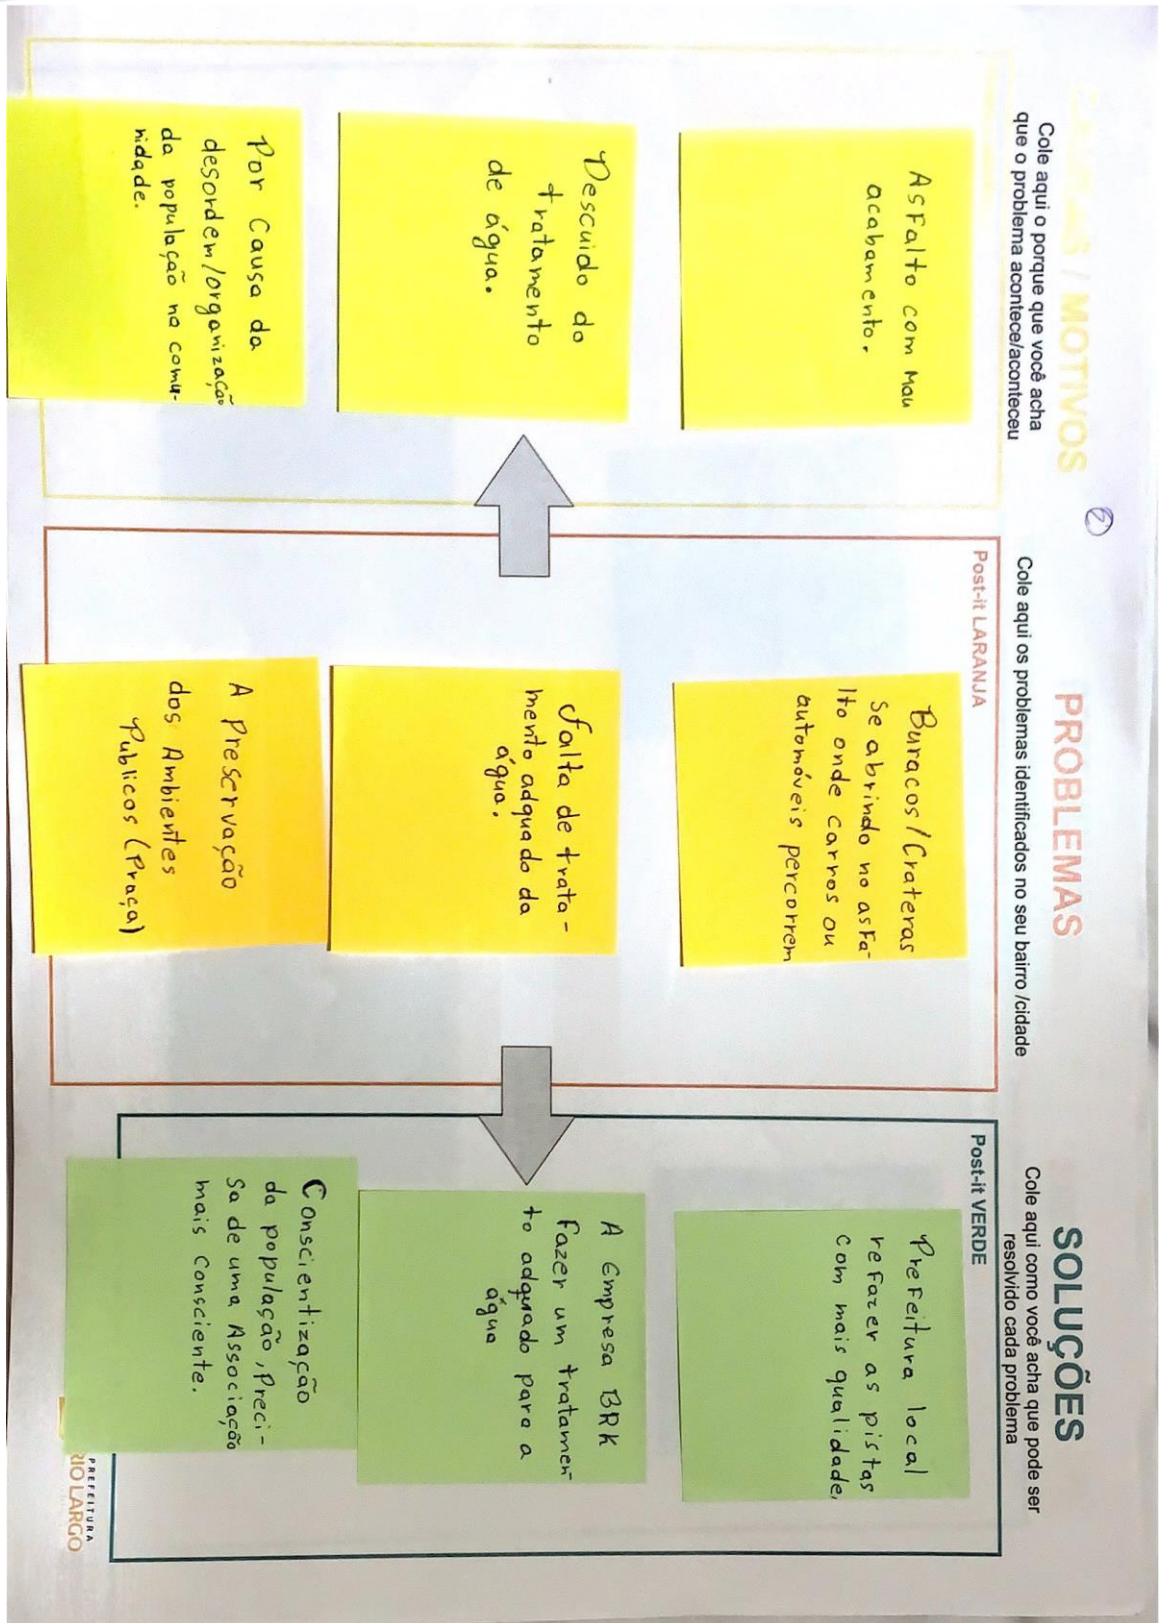 CAUSAS / MOTIVOS
Cole aqui o porque que você acha
que o problema acontece/aconteceu
Asfalto com mau
acabamento.
Descuido do
tratamento
de água.
Por Causa da
desordem/organização
da população na comu-
nidade.
2
PROBLEMAS
Cole aqui os problemas identificados no seu bairro /cidade
Post-it LARANJA
Buracos/Crateras
se abrindo no asfa-
lto onde carros ou
automóveis percorrem
falta de trata-
mento adquado da
água.
A Preservação
dos Ambientes
Publicos (Praça)
SOLUÇÕES
Cole aqui como você acha que pode ser
resolvido cada problema
Post-it VERDE
Prefeitura local
refazer as pistas
com mais qualidade.
A Empresa BRK
fazer um tratamen
to adquado para a
água
Conscientização
da população, Preci-
sa de uma Associação
mais consciente.
PREFEITURA
RIO LARGO